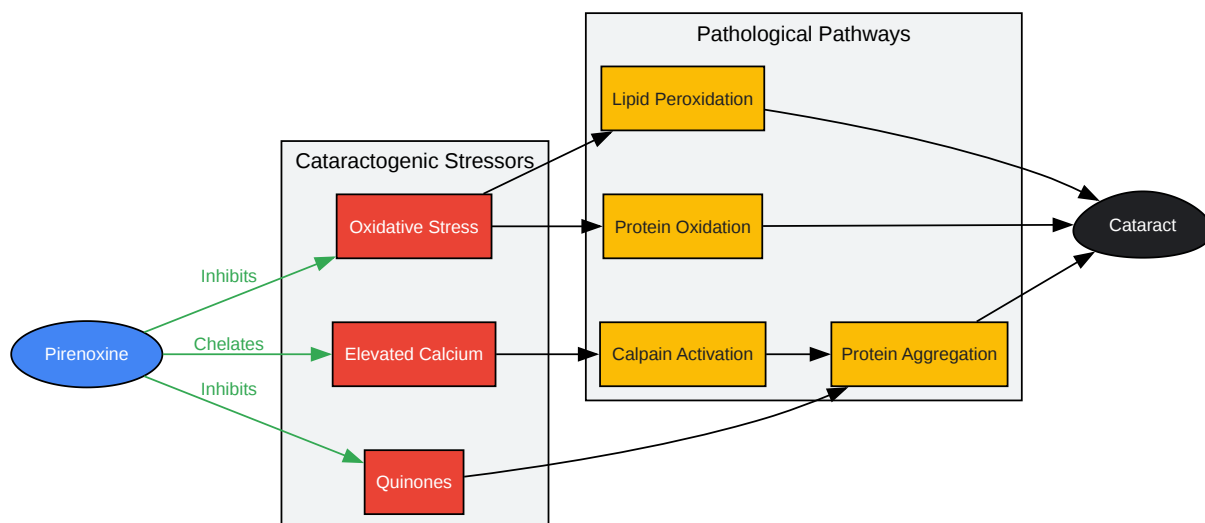 Pathological Pathways
Lipid Peroxidation
Cataractogenic Stressors
Oxidative Stress
Protein Oxidation
Cataract
Inhibits
Pirenoxine
Chelates
Elevated Calcium
Calpain Activation
Protein Aggregation
Inhibits
Quinones